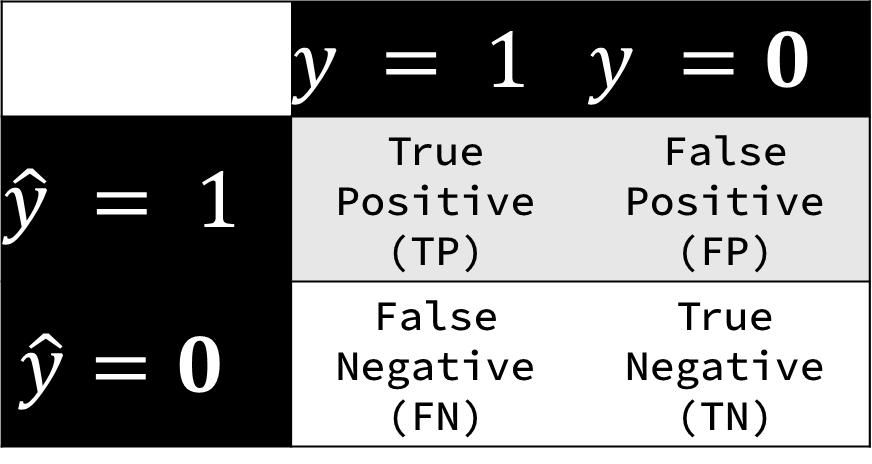 y = 1 y = 0
ŷ = 1
True Positive (TP)
False Positive (FP)
ŷ = 0
False Negative (FN)
True Negative (TN)